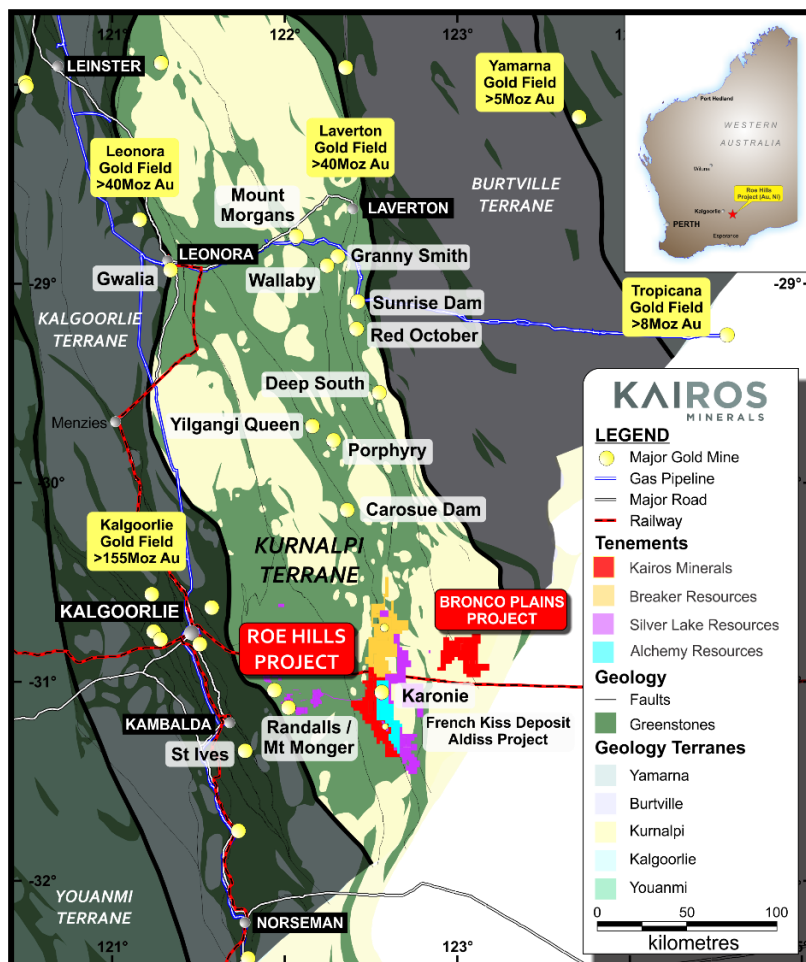 121°
122°
123°
LEINSTER
Yamarna
Gold Field
>5Moz Au
Leonora
Gold Field
>40Moz Au
Laverton
Gold Field
>40Moz Au
BURTVILLE
TERRANE
Mount
Morgans
LAVERTON
LEONORA
Granny Smith
Gwalia
Wallaby
-29°
-29°
Sunrise Dam
Tropicana
Gold Field
>8Moz Au
KALGOORLIE
TERRANE
Red October
Deep South
Menzies
Yilgangi Queen
Porphyry
-30°
Carosue Dam
Kalgoorlie
Gold Field
>155Moz Au
KURNALPI
TERRANE
KALGOORLIE
BRONCO PLAINS
PROJECT
ROE HILLS
PROJECT
-31°
Karonie
KAMBALDA
Randalls /
Mt Monger
French Kiss Deposit
Aldiss Project
St Ives
-32°
YOUANMI
TERRANE
NORSEMAN
121°
122°
123°
Port Hedland
WESTERN
AUSTRALIA
Wiluna
Roe Hills
Project (Au, Ni)
Kalgoorlie
PERTH
Esperance
KAIROS
MINERALS
LEGEND
Major Gold Mine
Gas Pipeline
Major Road
Railway
Tenements
Kairos Minerals
Breaker Resources
Silver Lake Resources
Alchemy Resources
Geology
Faults
Greenstones
Geology Terranes
Yamarna
Burtville
Kurnalpi
Kalgoorlie
Youanmi
0 50 100
kilometres